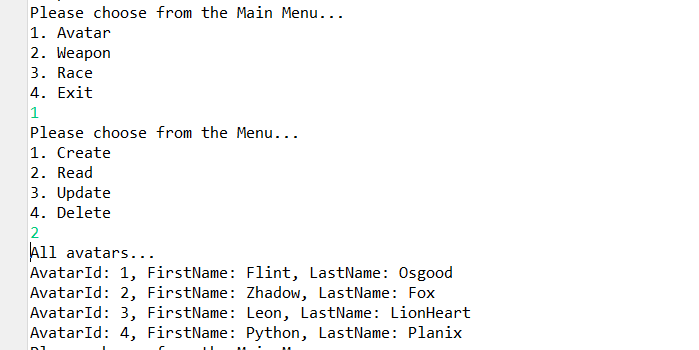 Please choose from the Main Menu...
1. Avatar
2. Weapon
3. Race
4. Exit
1
Please choose from the Menu...
1. Create
2. Read
3. Update
4. Delete
2
All avatars...
AvatarId: 1, FirstName: Flint, LastName: Osgood
AvatarId: 2, FirstName: Zhadow, LastName: Fox
AvatarId: 3, FirstName: Leon, LastName: LionHeart
AvatarId: 4, FirstName: Python, LastName: Planix